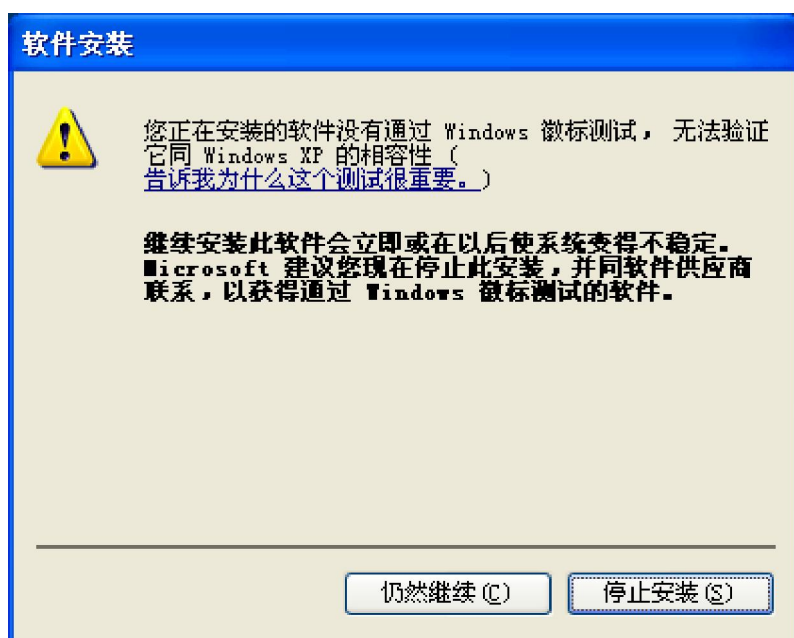 软件安装
您正在安装的软件没有通过 Windows 徽标测试， 无法验证
它同 Windows XP 的相容性（
告诉我为什么这个测试很重要。）
继续安装此软件会立即或在以后使系统变得不稳定。
Microsoft 建议您现在停止此安装，并同软件供应商
联系，以获得通过 Windows 徽标测试的软件。
仍然继续(C)
停止安装(S)